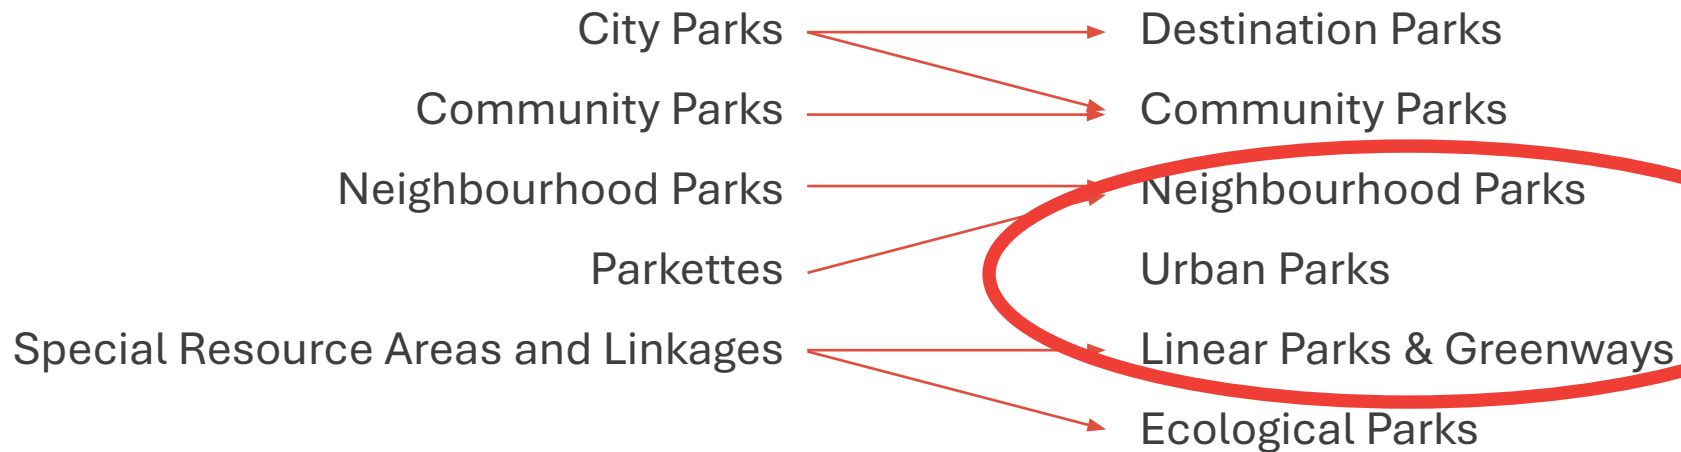 City Parks
Destination Parks
Community Parks
Community Parks
Neighbourhood Parks
Neighbourhood Parks
Parkettes
Urban Parks
Special Resource Areas and Linkages
Linear Parks & Greenways
Ecological Parks